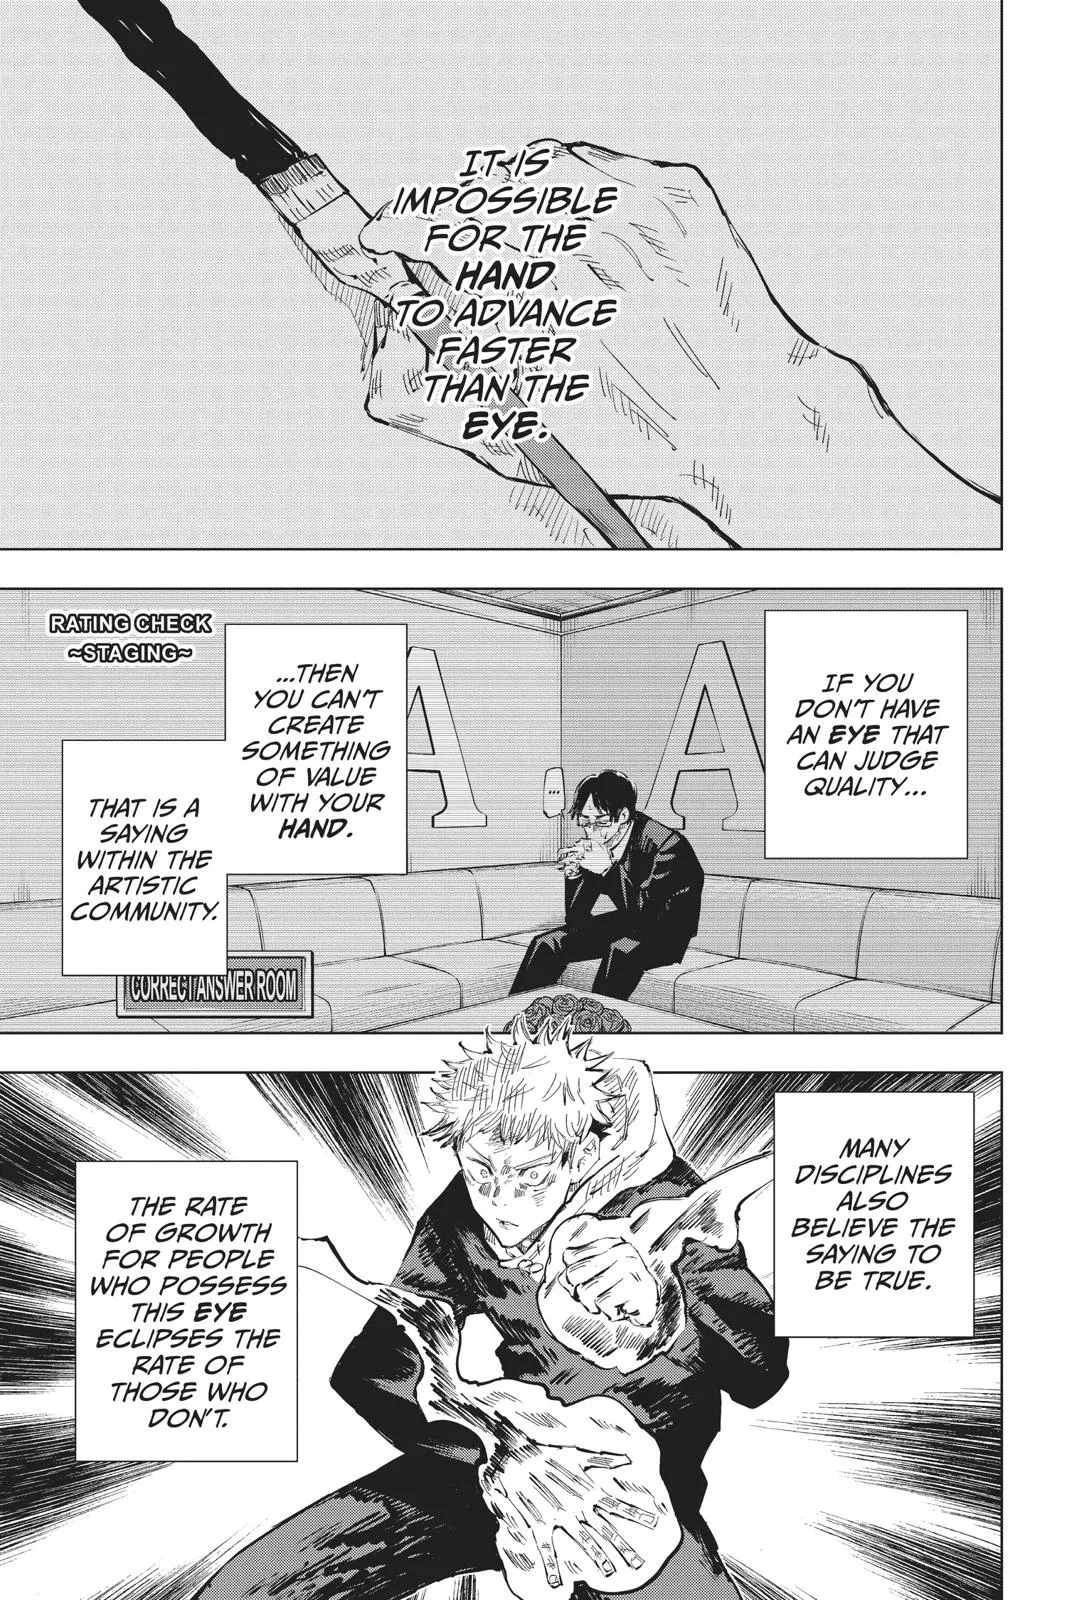 IT IS
IMPOSSIBLE
FOR THE
HAND
TO ADVANCE
FASTER
THAN THE
EYE.
IF YOU
DON'T HAVE
AN EYE THAT
CAN JUDGE
QUALITY...
...
...THEN
YOU CAN'T
CREATE
SOMETHING
OF VALUE
WITH YOUR
HAND.
RATING CHECK
~STAGING~
THAT IS A
SAYING
WITHIN THE
ARTISTIC
COMMUNITY.
A
A
CORRECT ANSWER ROOM
MANY
DISCIPLINES
ALSO
BELIEVE THE
SAYING TO
BE TRUE.
THE RATE
OF GROWTH
FOR PEOPLE
WHO POSSESS
THIS EYE
ECLIPSES THE
RATE OF
THOSE WHO
DON'T.